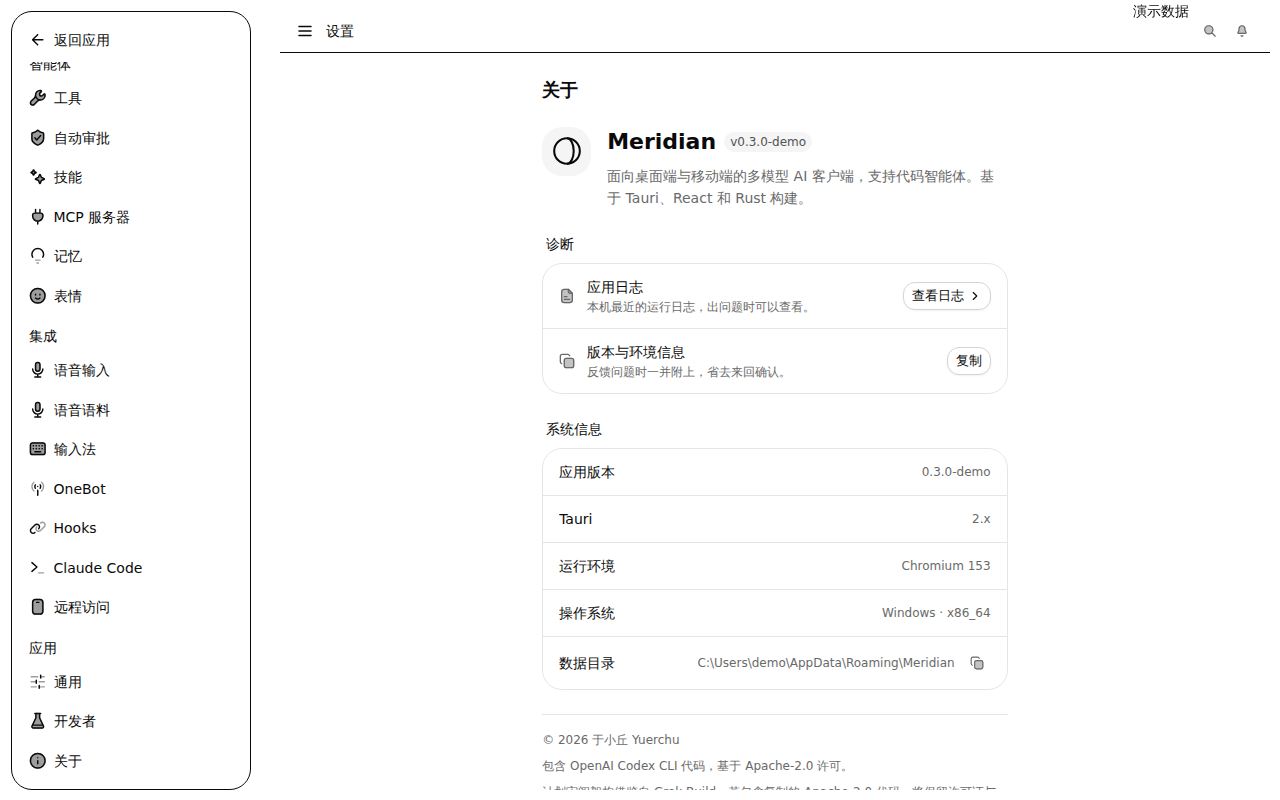 返回应用
智能体
工具
自动审批
技能
MCP 服务器
记忆
表情
集成
语音输入
语音语料
输入法
OneBot
Hooks
Claude Code
远程访问
应用
通用
开发者
关于
设置
演示数据
关于
Meridian v0.3.0-demo
面向桌面端与移动端的多模型 AI 客户端，支持代码智能体。基
于 Tauri、React 和 Rust 构建。
诊断
应用日志
本机最近的运行日志，出问题时可以查看。
查看日志
版本与环境信息
反馈问题时一并附上，省去来回确认。
复制
系统信息
应用版本 0.3.0-demo
Tauri 2.x
运行环境 Chromium 153
操作系统 Windows · x86_64
数据目录 C:\Users\demo\AppData\Roaming\Meridian
© 2026 于小丘 Yuerchu
包含 OpenAI Codex CLI 代码，基于 Apache-2.0 许可。